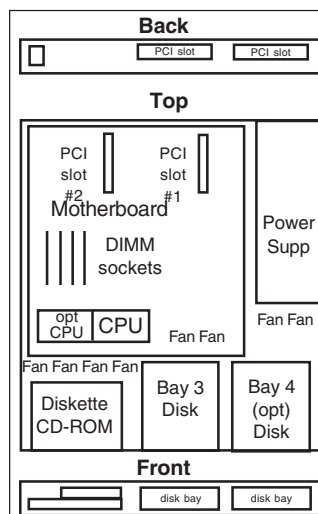 Back
PCI slot
PCI slot
Top
PCI
slot
#2
PCI
slot
#1
Motherboard
DIMM
sockets
opt
CPU
CPU
Fan Fan
Power
Supp
Fan Fan
Fan Fan Fan Fan
Diskette
CD-ROM
Bay 3
Disk
Bay 4
(opt)
Disk
Front
disk bay
disk bay